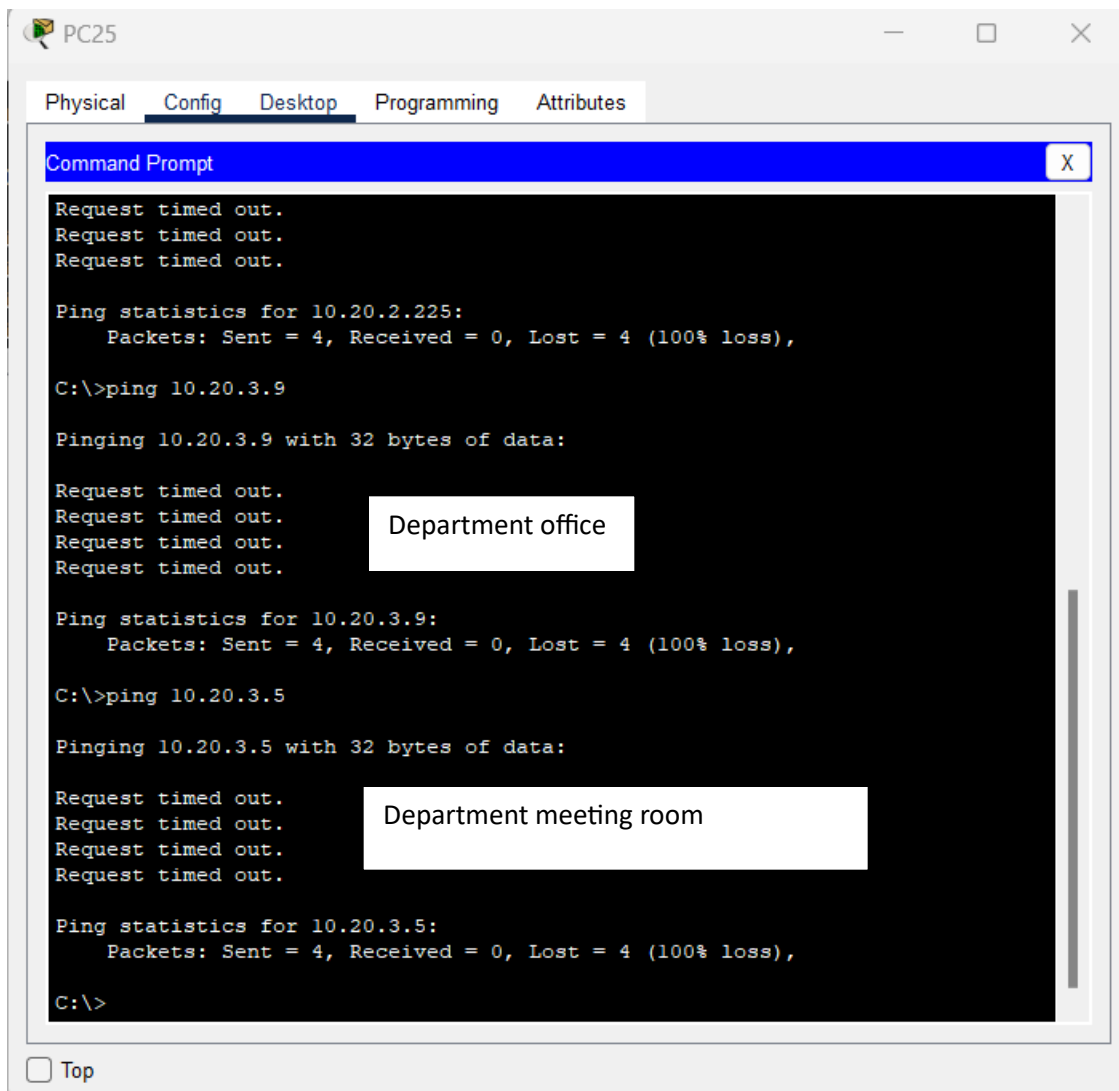 PC25
Physical Config Desktop Programming Attributes
Command Prompt X
Request timed out.
Request timed out.
Request timed out.
Ping statistics for 10.20.2.225:
Packets: Sent = 4, Received = 0, Lost = 4 (100% loss),
C:\>ping 10.20.3.9
Pinging 10.20.3.9 with 32 bytes of data:
Request timed out.
Request timed out.
Department office
Request timed out.
Request timed out.
Ping statistics for 10.20.3.9:
Packets: Sent = 4, Received = 0, Lost = 4 (100% loss),
C:\>ping 10.20.3.5
Pinging 10.20.3.5 with 32 bytes of data:
Request timed out.
Department meeting room
Request timed out.
Request timed out.
Request timed out.
Ping statistics for 10.20.3.5:
Packets: Sent = 4, Received = 0, Lost = 4 (100% loss),
C:\>
Top